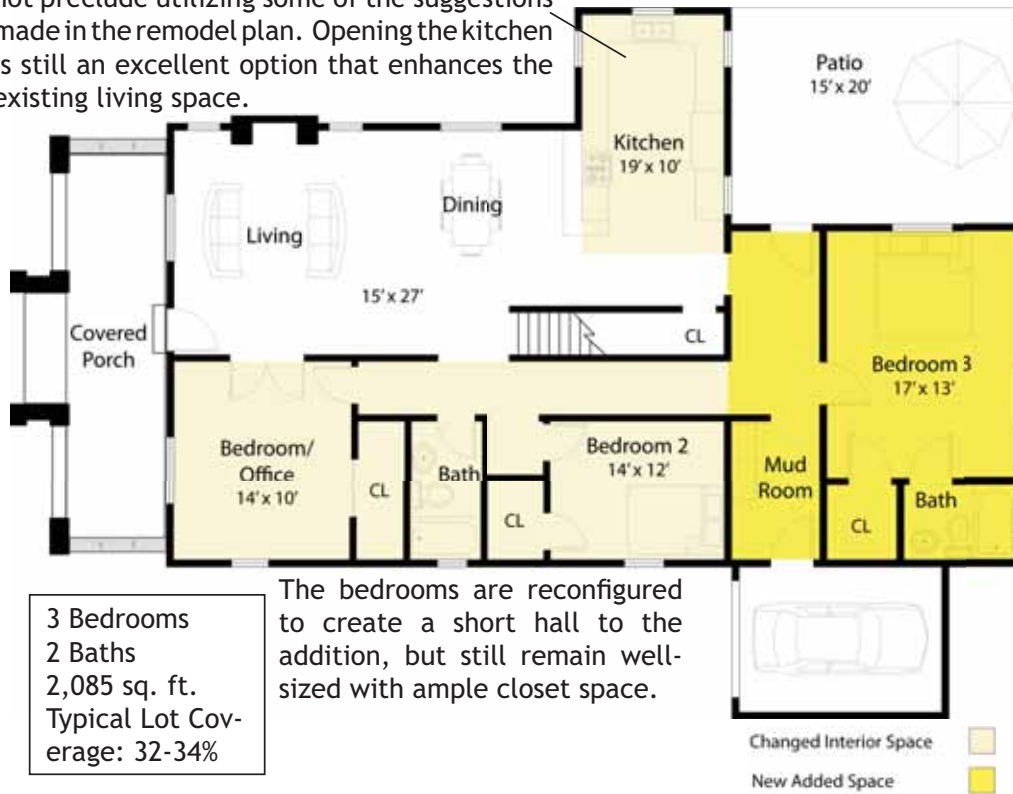 not preclude utilizing some of the suggestions
made in the remodel plan. Opening the kitchen
is still an excellent option that enhances the
existing living space.
Patio
15' x 20'
Kitchen
19' x 10'
Dining
Living
15' x 27'
Covered
Porch
CL
Bedroom 3
17' x 13'
Bedroom/
Office
14' x 10'
CL
Bath
CL
Bedroom 2
14' x 12'
Mud
Room
CL
Bath
3 Bedrooms
2 Baths
2,085 sq. ft.
Typical Lot Cov-
erage: 32-34%
The bedrooms are reconfigured
to create a short hall to the
addition, but still remain well-
sized with ample closet space.
Changed Interior Space
New Added Space